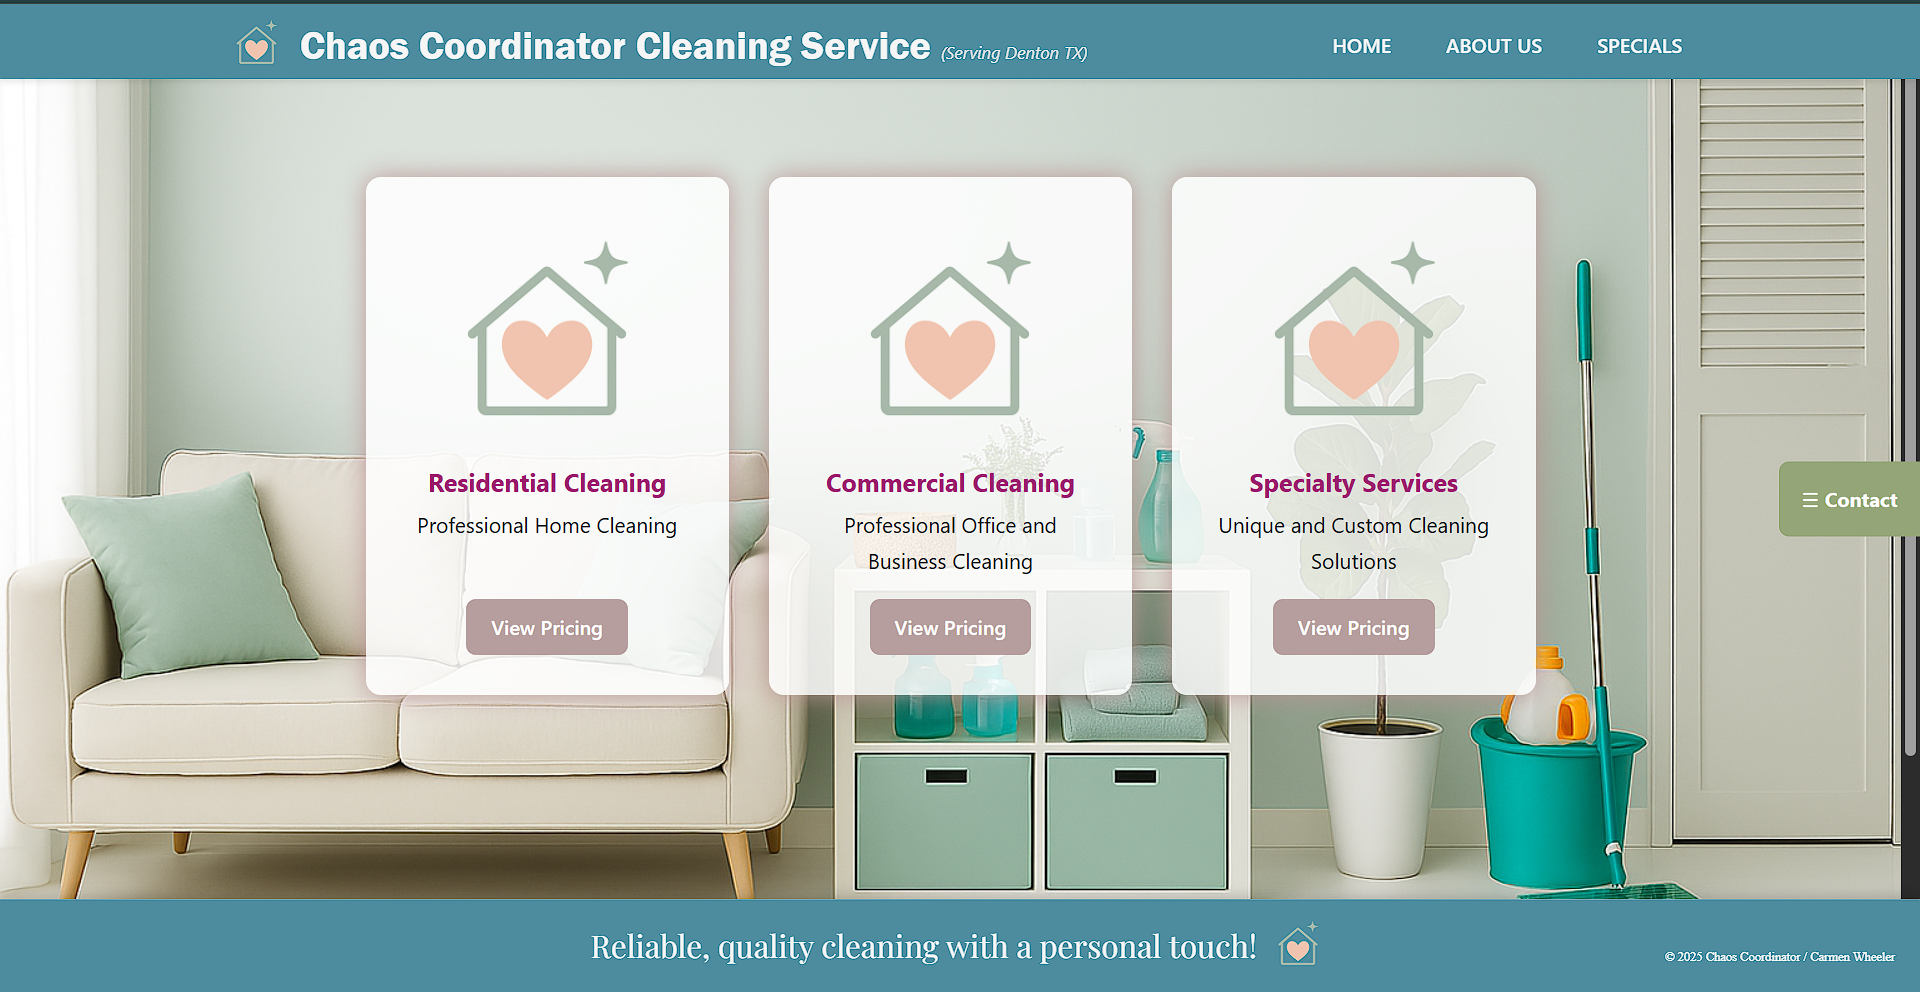 Chaos Coordinator Cleaning Service (Serving Denton TX)
HOME ABOUT US SPECIALS
Residential Cleaning
Professional Home Cleaning
View Pricing
Commercial Cleaning
Professional Office and
Business Cleaning
View Pricing
Specialty Services
Unique and Custom Cleaning
Solutions
View Pricing
☰ Contact
Reliable, quality cleaning with a personal touch!
© 2025 Chaos Coordinator / Carmen Wheeler